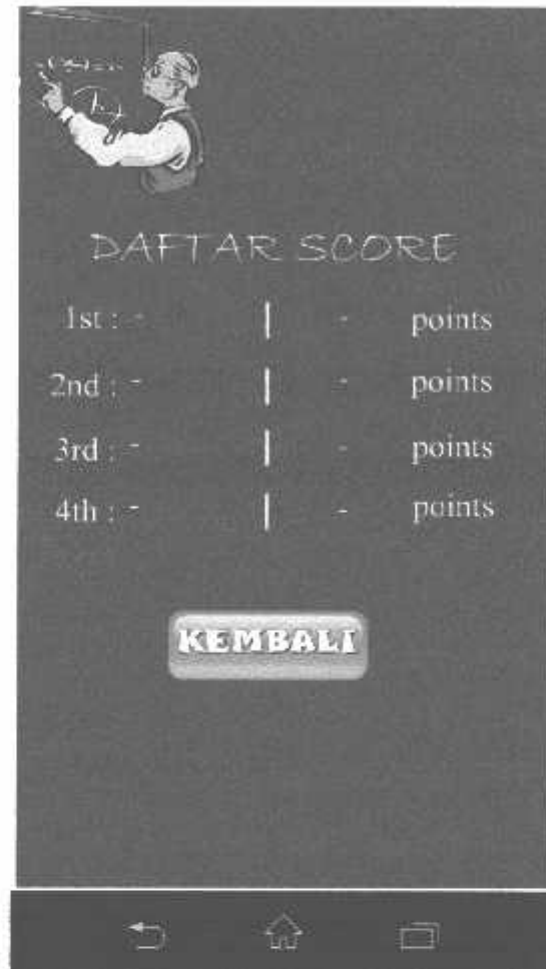 DAFTAR SCORE
1st : - | - points
2nd : - | - points
3rd : - | - points
4th : - | - points
KEMBALI